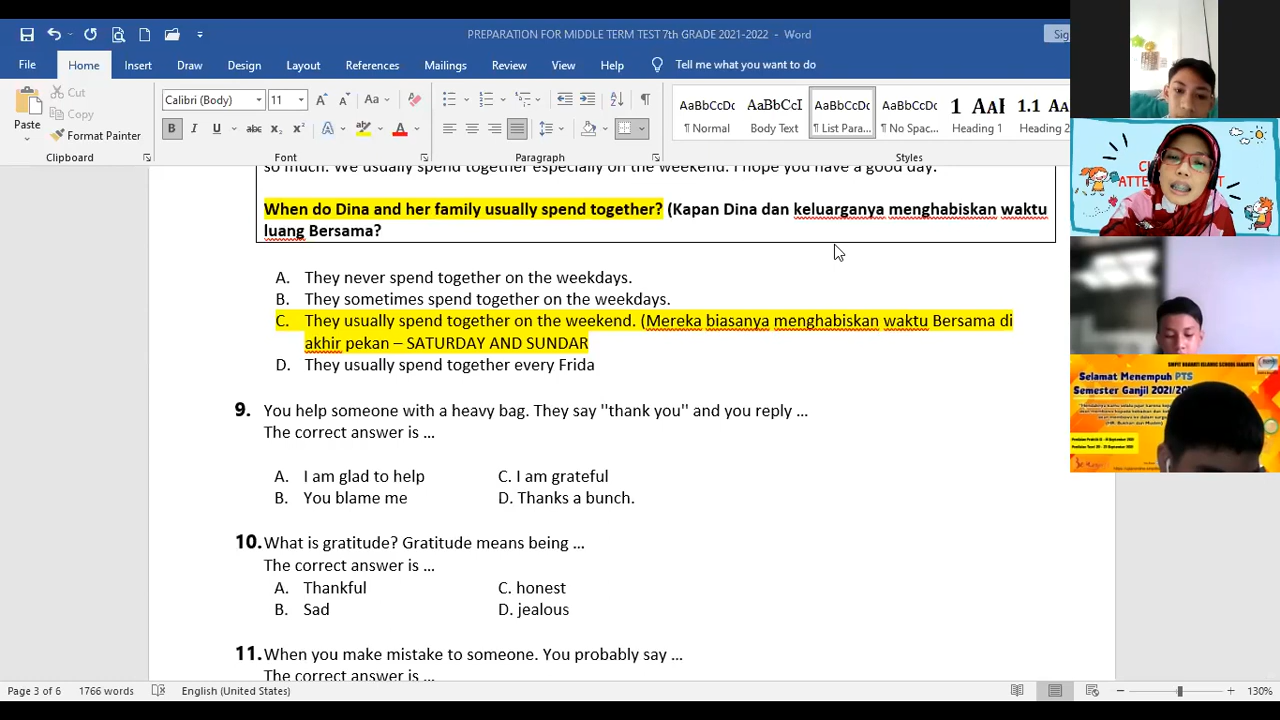 PREPARATION FOR MIDDLE TERM TEST 7th GRADE 2021-2022 - Word
File Home Insert Draw Design Layout References Mailings Review View Help Tell me what you want to do
Paste
Cut
Copy
Format Painter
Calibri (Body) 11
AaBbCcDc AaBbCcI AaBbCcDc AaBbCcDc 1 AaI 1.1 AaI
¶ Normal Body Text ¶ List Para... ¶ No Spac... Heading 1 Heading 2
Clipboard Font Paragraph Styles
so much. We usually spend together especially on the weekend. I hope you have a good day.
When do Dina and her family usually spend together? (Kapan Dina dan keluarganya menghabiskan waktu
luang Bersama?
A. They never spend together on the weekdays.
B. They sometimes spend together on the weekdays.
C. They usually spend together on the weekend. (Mereka biasanya menghabiskan waktu Bersama di
akhir pekan – SATURDAY AND SUNDAR
D. They usually spend together every Frida
9. You help someone with a heavy bag. They say "thank you" and you reply ...
The correct answer is ...
A. I am glad to help C. I am grateful
B. You blame me D. Thanks a bunch.
10. What is gratitude? Gratitude means being ...
The correct answer is ...
A. Thankful C. honest
B. Sad D. jealous
11. When you make mistake to someone. You probably say ...
The correct answer is ...
Page 3 of 6 1766 words English (United States) 130%
Selamat Menempuh PTS
Semester Ganjil